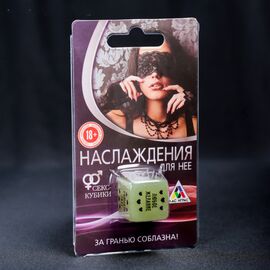 18+
НАСЛАЖДЕНИЯ
ДЛЯ НЕЕ
СЕКС-
КУБИКИ
ЗА ГРАНЬЮ СОБЛАЗНА!